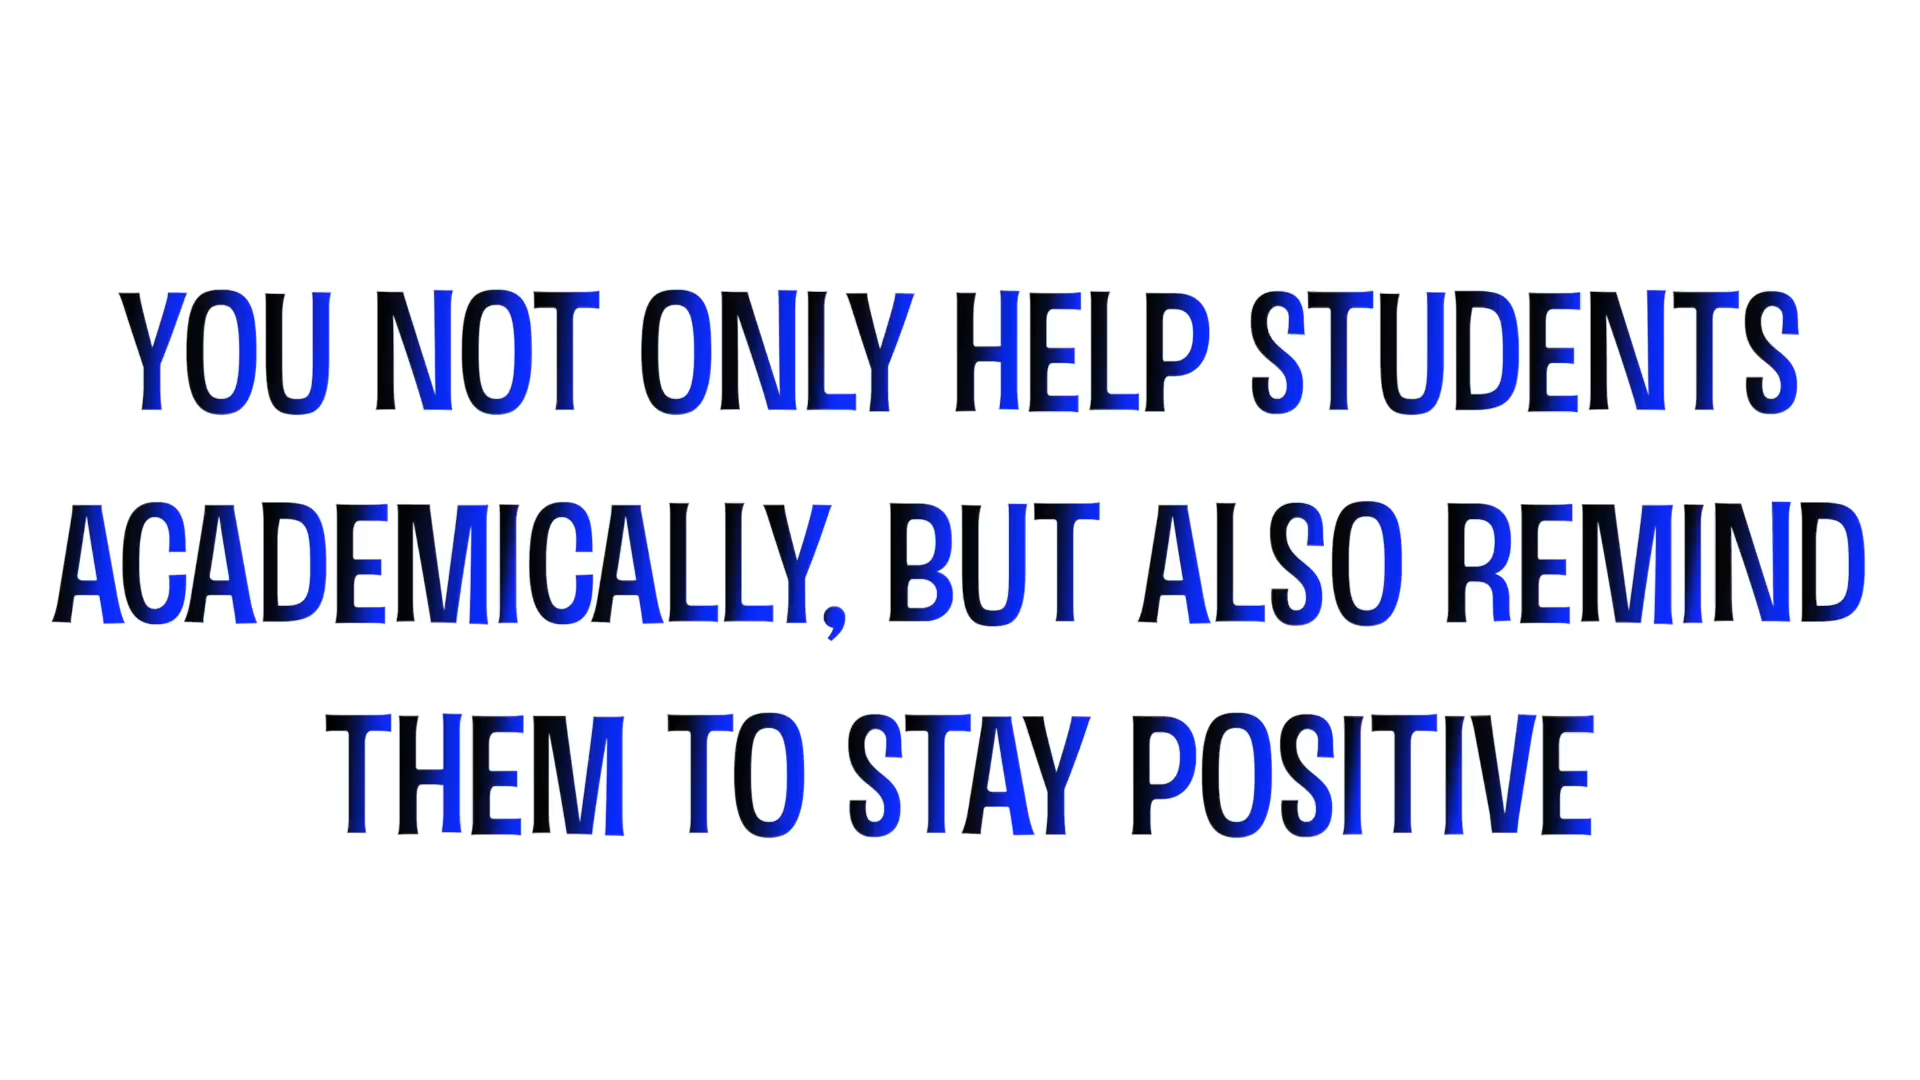 YOU NOT ONLY HELP STUDENTS
ACADEMICALLY, BUT ALSO REMIND
THEM TO STAY POSITIVE